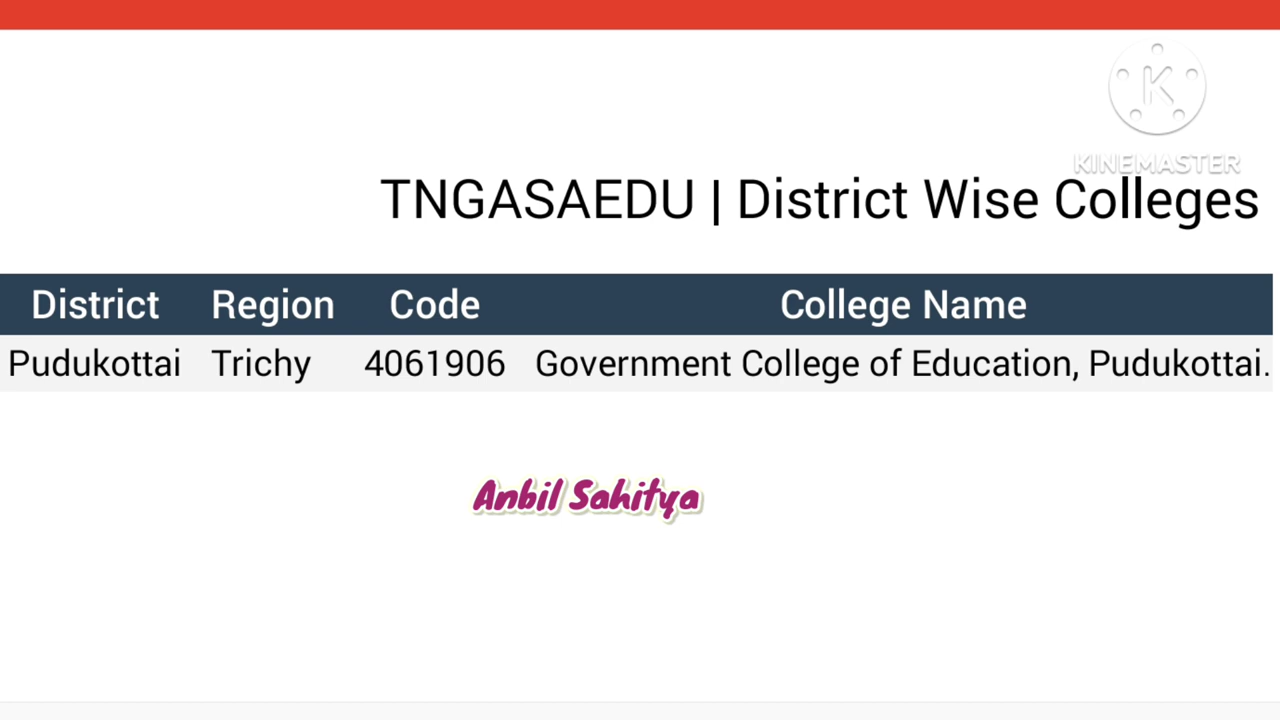 K
KINEMASTER
TNGASAEDU | District Wise Colleges
District Region Code College Name
Pudukottai Trichy 4061906 Government College of Education, Pudukottai.
Anbil Sahitya